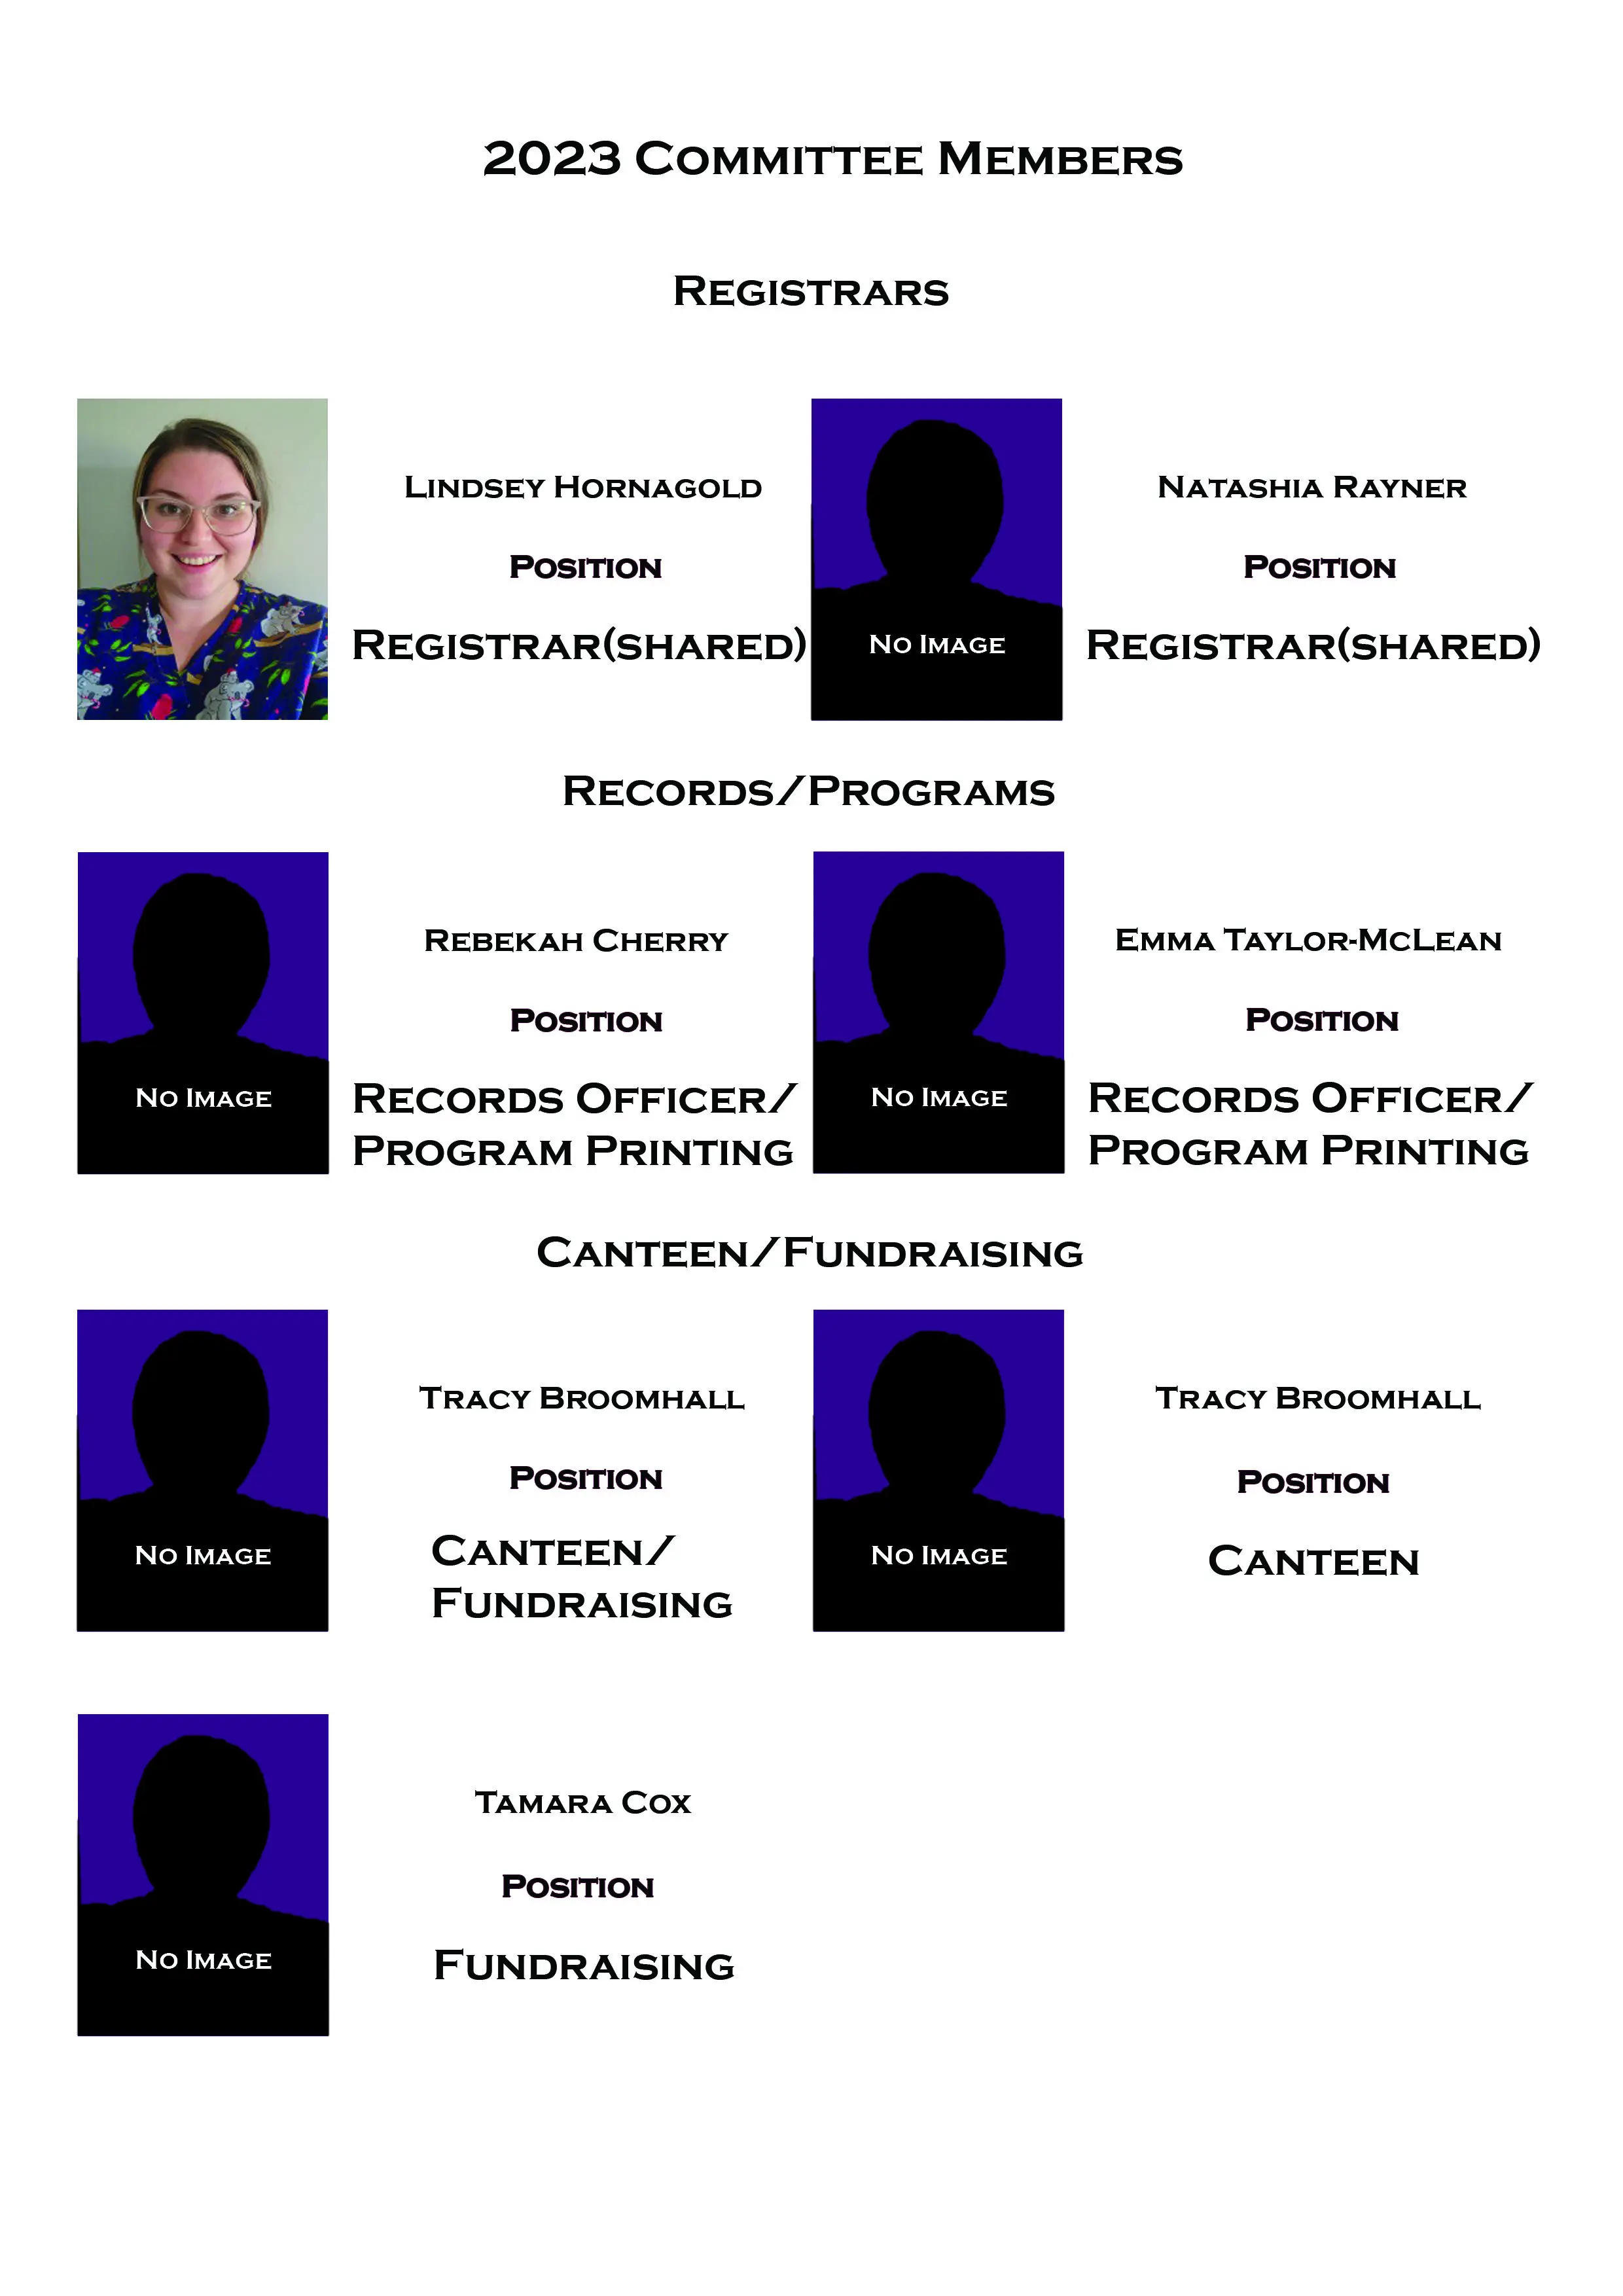 2023 Committee Members
Registrars
Lindsey Hornagold
Position
Registrar(shared)
No Image
Natashia Rayner
Position
Registrar(shared)
Records/Programs
No Image
Rebekah Cherry
Position
Records Officer/
Program Printing
No Image
Emma Taylor-McLean
Position
Records Officer/
Program Printing
Canteen/Fundraising
No Image
Tracy Broomhall
Position
Canteen/
Fundraising
No Image
Tracy Broomhall
Position
Canteen
No Image
Tamara Cox
Position
Fundraising